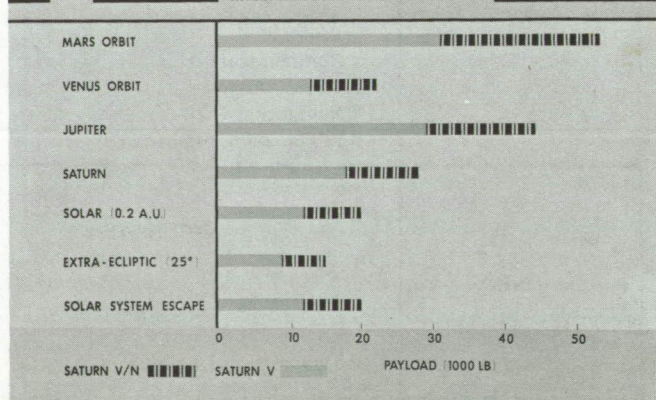 MARS ORBIT
VENUS ORBIT
JUPITER
SATURN
SOLAR (0.2 A.U.)
EXTRA-ECLIPTIC (25°)
SOLAR SYSTEM ESCAPE
0 10 20 30 40 50
SATURN V/N SATURN V PAYLOAD (1000 LB)